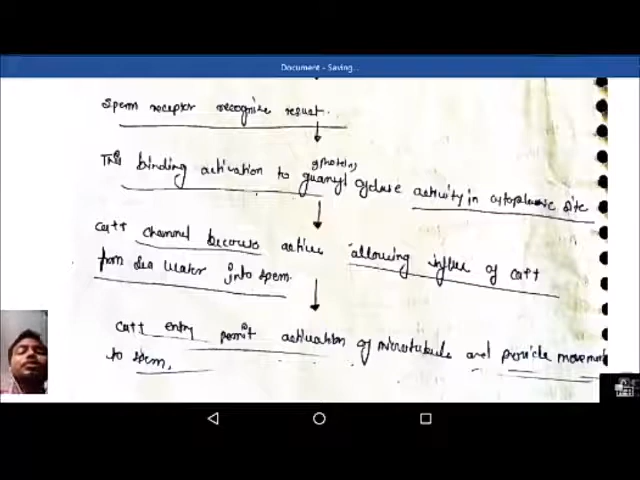 Document - Saving...
sperm receptor recognize resact.
(gproteins)
This binding activation to guanyl cyclase activity in cytoplasmic site
Ca++ channel becomes active allowing influx of Ca++
from sea water into sperm.
Ca++ entry permit activation of microtubule and provide movement
to sperm.